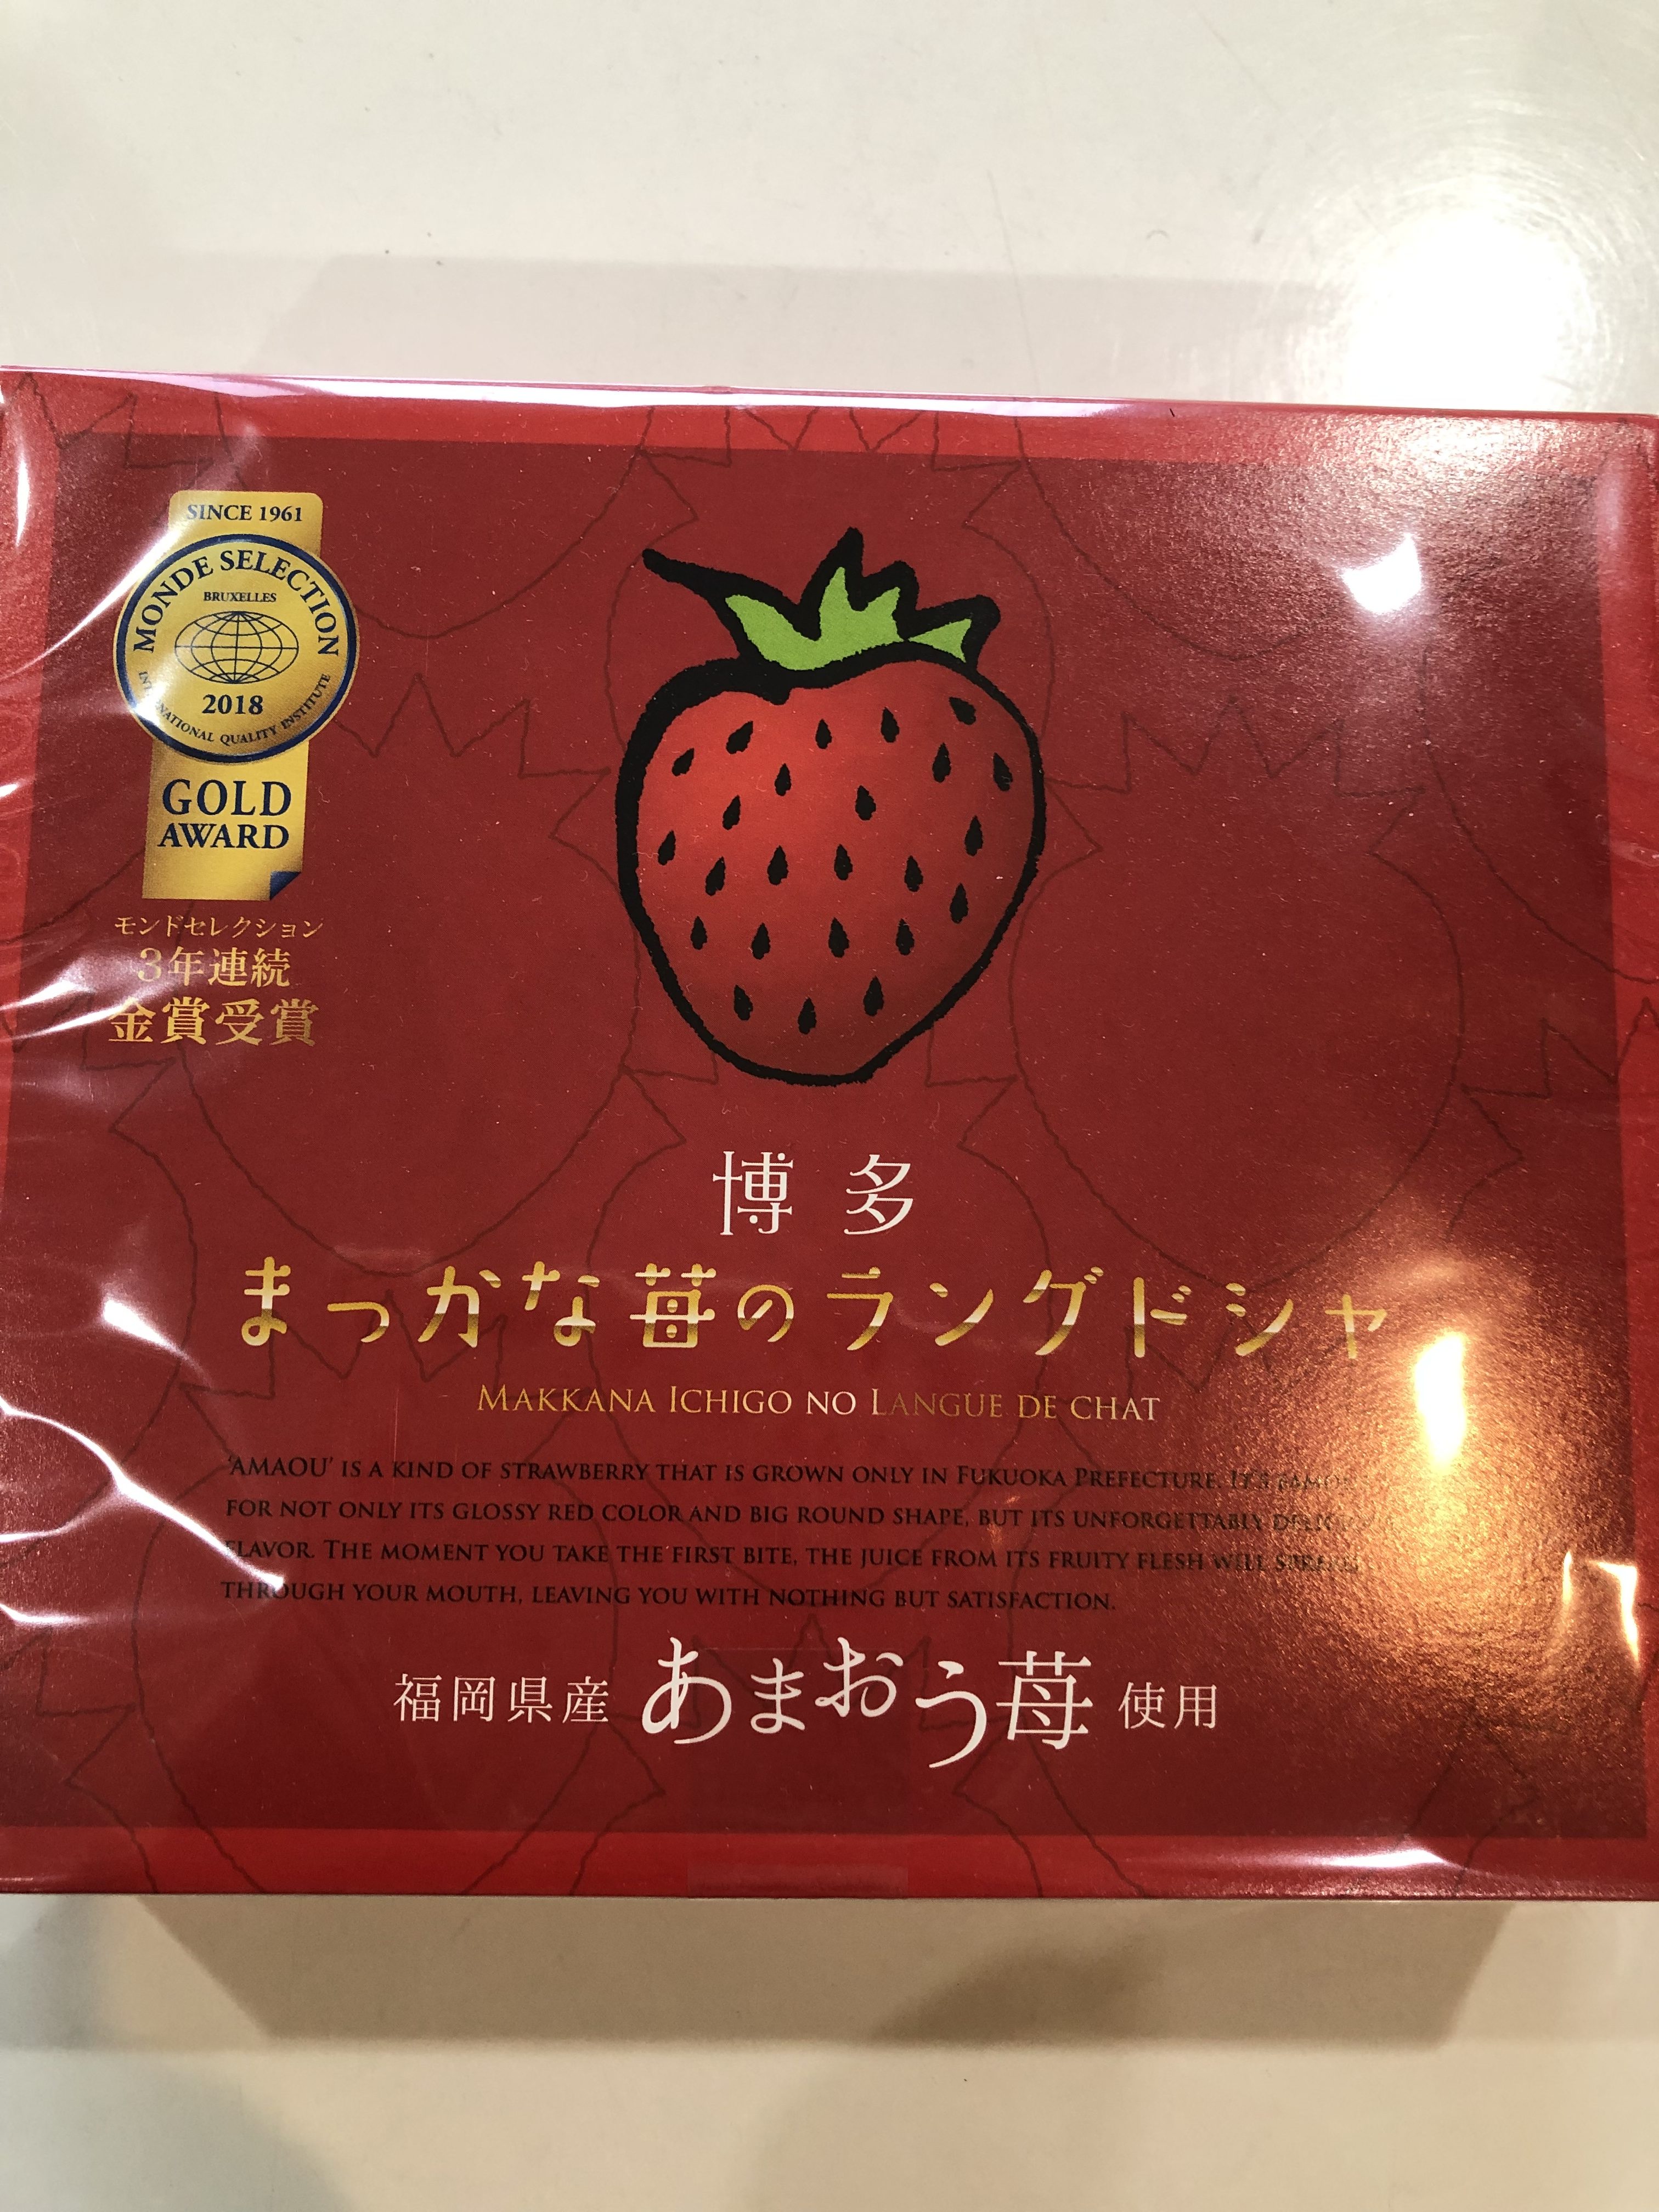 SINCE 1961
MONDE SELECTION
BRUXELLES
2018
INTERNATIONAL QUALITY INSTITUTE
GOLD
AWARD
モンドセレクション
3年連続
金賞受賞
博多
まっかな苺のラングドシャ
MAKKANA ICHIGO NO LANGUE DE CHAT
'AMAOU' IS A KIND OF STRAWBERRY THAT IS GROWN ONLY IN FUKUOKA PREFECTURE. IT'S FAMOUS
FOR NOT ONLY ITS GLOSSY RED COLOR AND BIG ROUND SHAPE, BUT ITS UNFORGETTABLY
FLAVOR. THE MOMENT YOU TAKE THE FIRST BITE, THE JUICE FROM ITS FRUITY FLESH WILL
THROUGH YOUR MOUTH, LEAVING YOU WITH NOTHING BUT SATISFACTION.
福岡県産 あまおう苺 使用